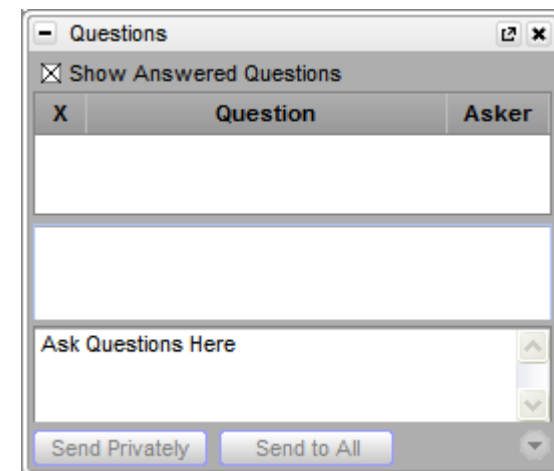 Questions
Show Answered Questions
X Question Asker
Ask Questions Here
Send Privately Send to All